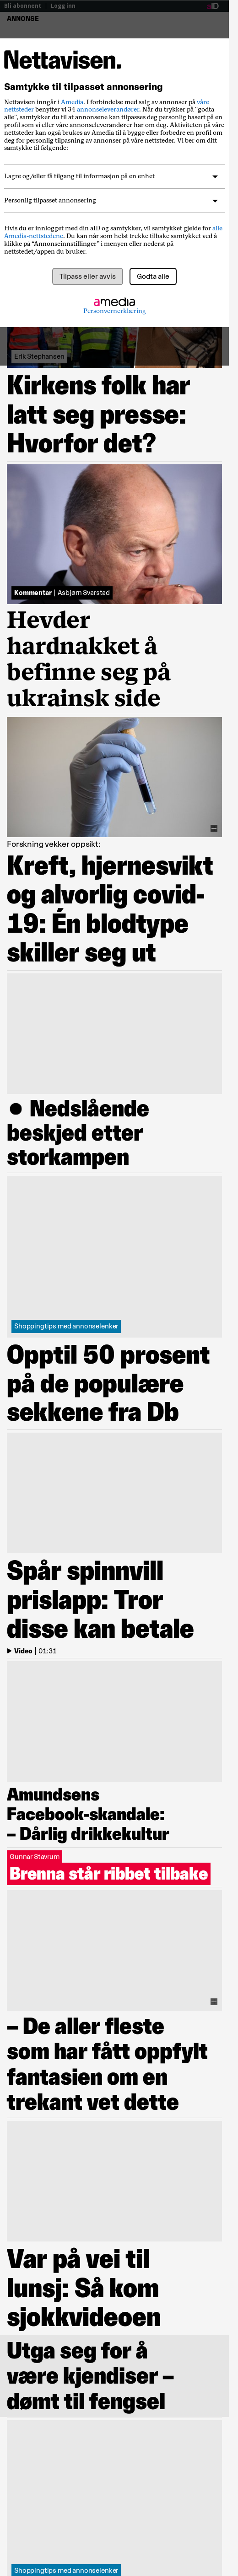 Bli abonnent | Logg inn
ANNONSE
Nettavisen.
Samtykke til tilpasset annonsering
Nettavisen inngår i Amedia. I forbindelse med salg av annonser på våre
nettsteder benytter vi 34 annonseleverandører. Når du trykker på "godta
alle", samtykker du til at annonsene kan tilpasses deg personlig basert på en
profil som lages av oss eller våre medhjelpere. Lagrede data fra deg på våre
nettsteder kan også brukes av Amedia til å bygge eller forbedre en profil om
deg for personlig tilpasning av annonser på våre nettsteder. Vi ber om ditt
samtykke til følgende:
Lagre og/eller få tilgang til informasjon på en enhet
Personlig tilpasset annonsering
Hvis du er innlogget med din aID og samtykker, vil samtykket gjelde for alle
Amedia-nettstedene. Du kan når som helst trekke tilbake samtykket ved å
klikke på “Annonseinnstillinger” i menyen eller nederst på
nettstedet/appen du bruker.
Tilpass eller avvis
Godta alle
amedia
Personvernerklæring
Erik Stephansen
Kirkens folk har
latt seg presse:
Hvorfor det?
Kommentar | Asbjørn Svarstad
Hevder
hardnakket å
befinne seg på
ukrainsk side
Forskning vekker oppsikt:
Kreft, hjernesvikt
og alvorlig covid-
19: Én blodtype
skiller seg ut
● Nedslående
beskjed etter
storkampen
Shoppingtips med annonselenker
Opptil 50 prosent
på de populære
sekkene fra Db
Spår spinnvill
prislapp: Tror
disse kan betale
Video | 01:31
Amundsens
Facebook-skandale:
– Dårlig drikkekultur
Gunnar Stavrum
Brenna står ribbet tilbake
– De aller fleste
som har fått oppfylt
fantasien om en
trekant vet dette
Var på vei til
lunsj: Så kom
sjokkvideoen
Utga seg for å
være kjendiser –
dømt til fengsel
Shoppingtips med annonselenker